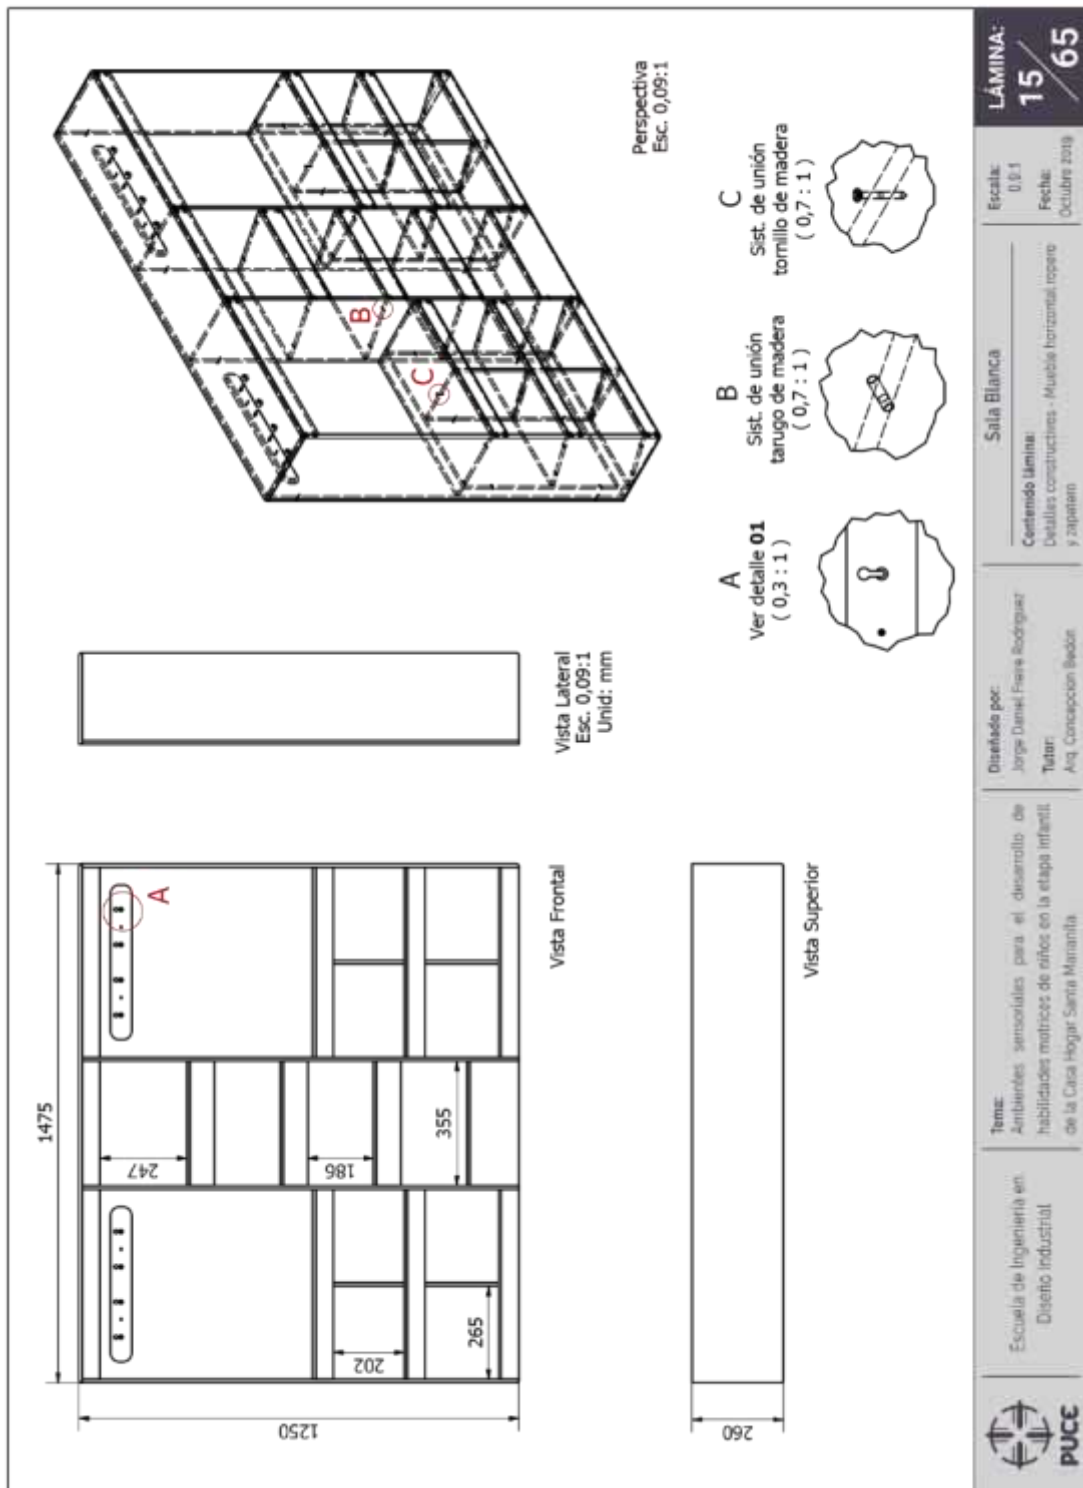 1475
1250
247
186
355
202
265
A
Vista Frontal
Vista Lateral
Esc. 0,09:1
Unid: mm
B
C
Perspectiva
Esc. 0,09:1
260
Vista Superior
A
Ver detalle 01
( 0,3 : 1 )
B
Sist. de unión
tarugo de madera
( 0,7 : 1 )
C
Sist. de unión
tornillo de madera
( 0,7 : 1 )
PUCE
Escuela de Ingeniería en
Diseño Industrial
Tema:
Ambientes sensoriales para el desarrollo de
habilidades motrices de niños en la etapa infantil
de la Casa Hogar Santa Marianita.
Diseñado por:
Jorge Daniel Freire Rodríguez
Tutor:
Arq. Concepción Bedón
Sala Blanca
Contenido lámina:
Detalles constructivos - Mueble horizontal ropero
y zapatero
Escala:
0.9:1
Fecha:
Octubre 2019
LÁMINA:
15/65